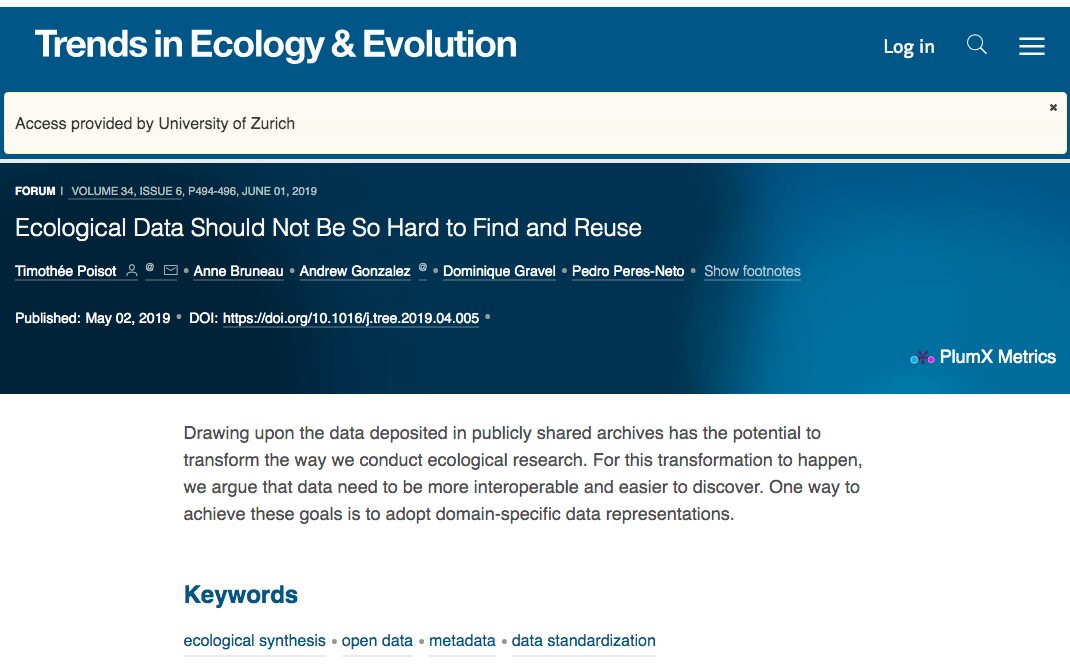 Trends in Ecology & Evolution
Log in
Access provided by University of Zurich
FORUM | VOLUME 34, ISSUE 6, P494-496, JUNE 01, 2019
Ecological Data Should Not Be So Hard to Find and Reuse
Timothée Poisot @ • Anne Bruneau • Andrew Gonzalez @ • Dominique Gravel • Pedro Peres-Neto • Show footnotes
Published: May 02, 2019 • DOI: https://doi.org/10.1016/j.tree.2019.04.005 •
PlumX Metrics
Drawing upon the data deposited in publicly shared archives has the potential to
transform the way we conduct ecological research. For this transformation to happen,
we argue that data need to be more interoperable and easier to discover. One way to
achieve these goals is to adopt domain-specific data representations.
Keywords
ecological synthesis • open data • metadata • data standardization